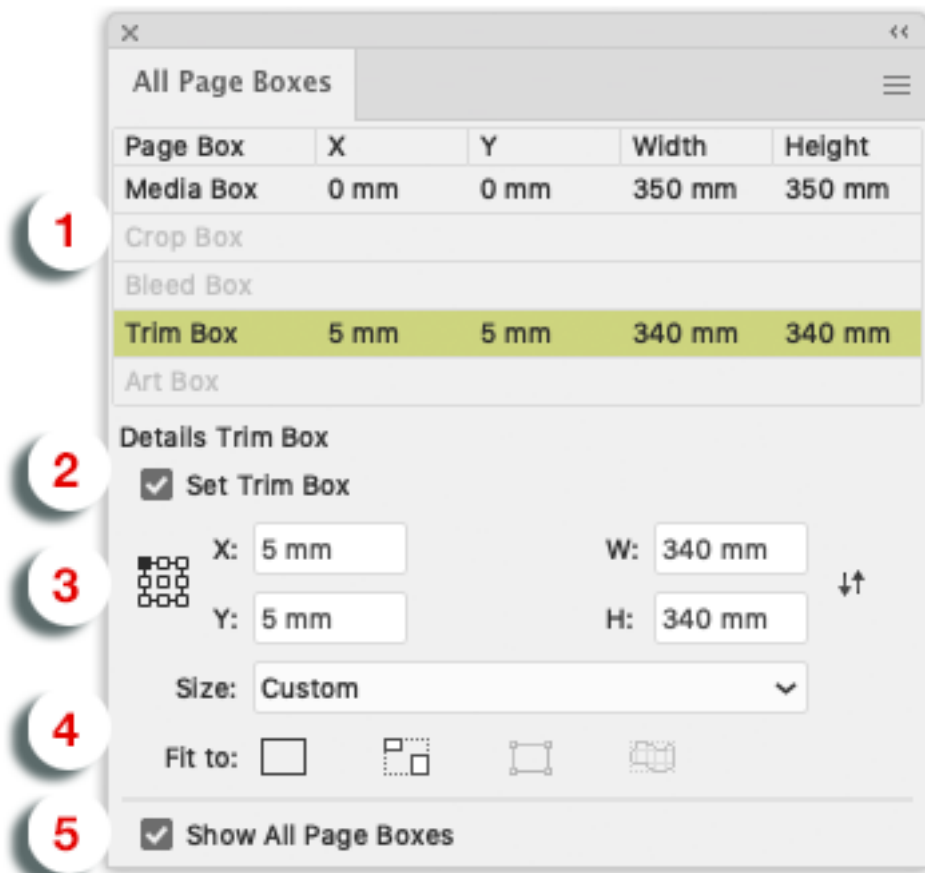 All Page Boxes
Page Box X Y Width Height
Media Box 0 mm 0 mm 350 mm 350 mm
1
Crop Box
Bleed Box
Trim Box 5 mm 5 mm 340 mm 340 mm
Art Box
Details Trim Box
2
Set Trim Box
X: 5 mm W: 340 mm
3
Y: 5 mm H: 340 mm
Size: Custom
4
Fit to:
5 Show All Page Boxes